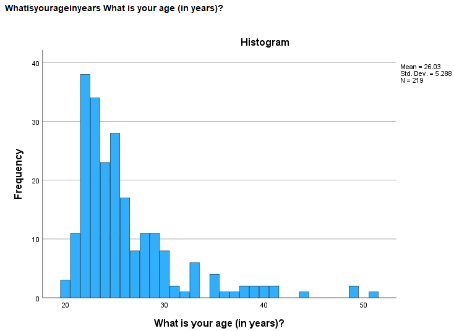 Whatisyourageinyears What is your age (in years)?
Histogram
Mean = 26.03
Std. Dev. = 5.288
N = 219
40
30
20
10
0
Frequency
20 30 40 50
What is your age (in years)?